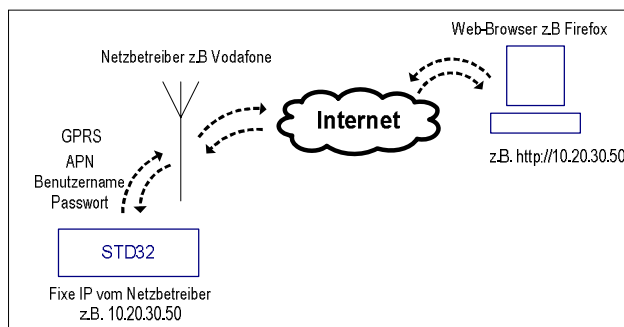 Web-Browser z.B Firefox
Netzbetreiber z.B Vodafone
Internet
GPRS
APN
Benutzername
Passwort
z.B. http://10.20.30.50
STD32
Fixe IP vom Netzbetreiber
z.B. 10.20.30.50